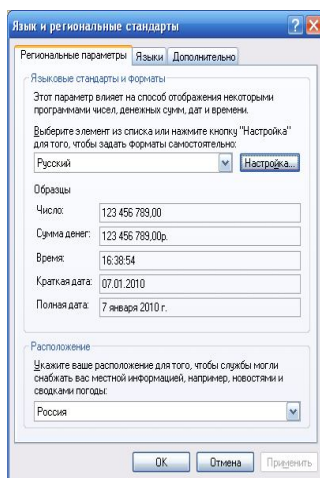 Язык и региональные стандарты
Региональные параметры Языки Дополнительно
Языковые стандарты и форматы
Этот параметр влияет на способ отображения некоторыми
программами чисел, денежных сумм, дат и времени.
Выберите элемент из списка или нажмите кнопку "Настройка"
для того, чтобы задать форматы самостоятельно:
Русский Настройка...
Образцы
Число: 123 456 789,00
Сумма денег: 123 456 789,00р.
Время: 16:38:54
Краткая дата: 07.01.2010
Полная дата: 7 января 2010 г.
Расположение
Укажите ваше расположение для того, чтобы службы могли
снабжать вас местной информацией, например, новостями и
сводками погоды:
Россия
OK Отмена Применить